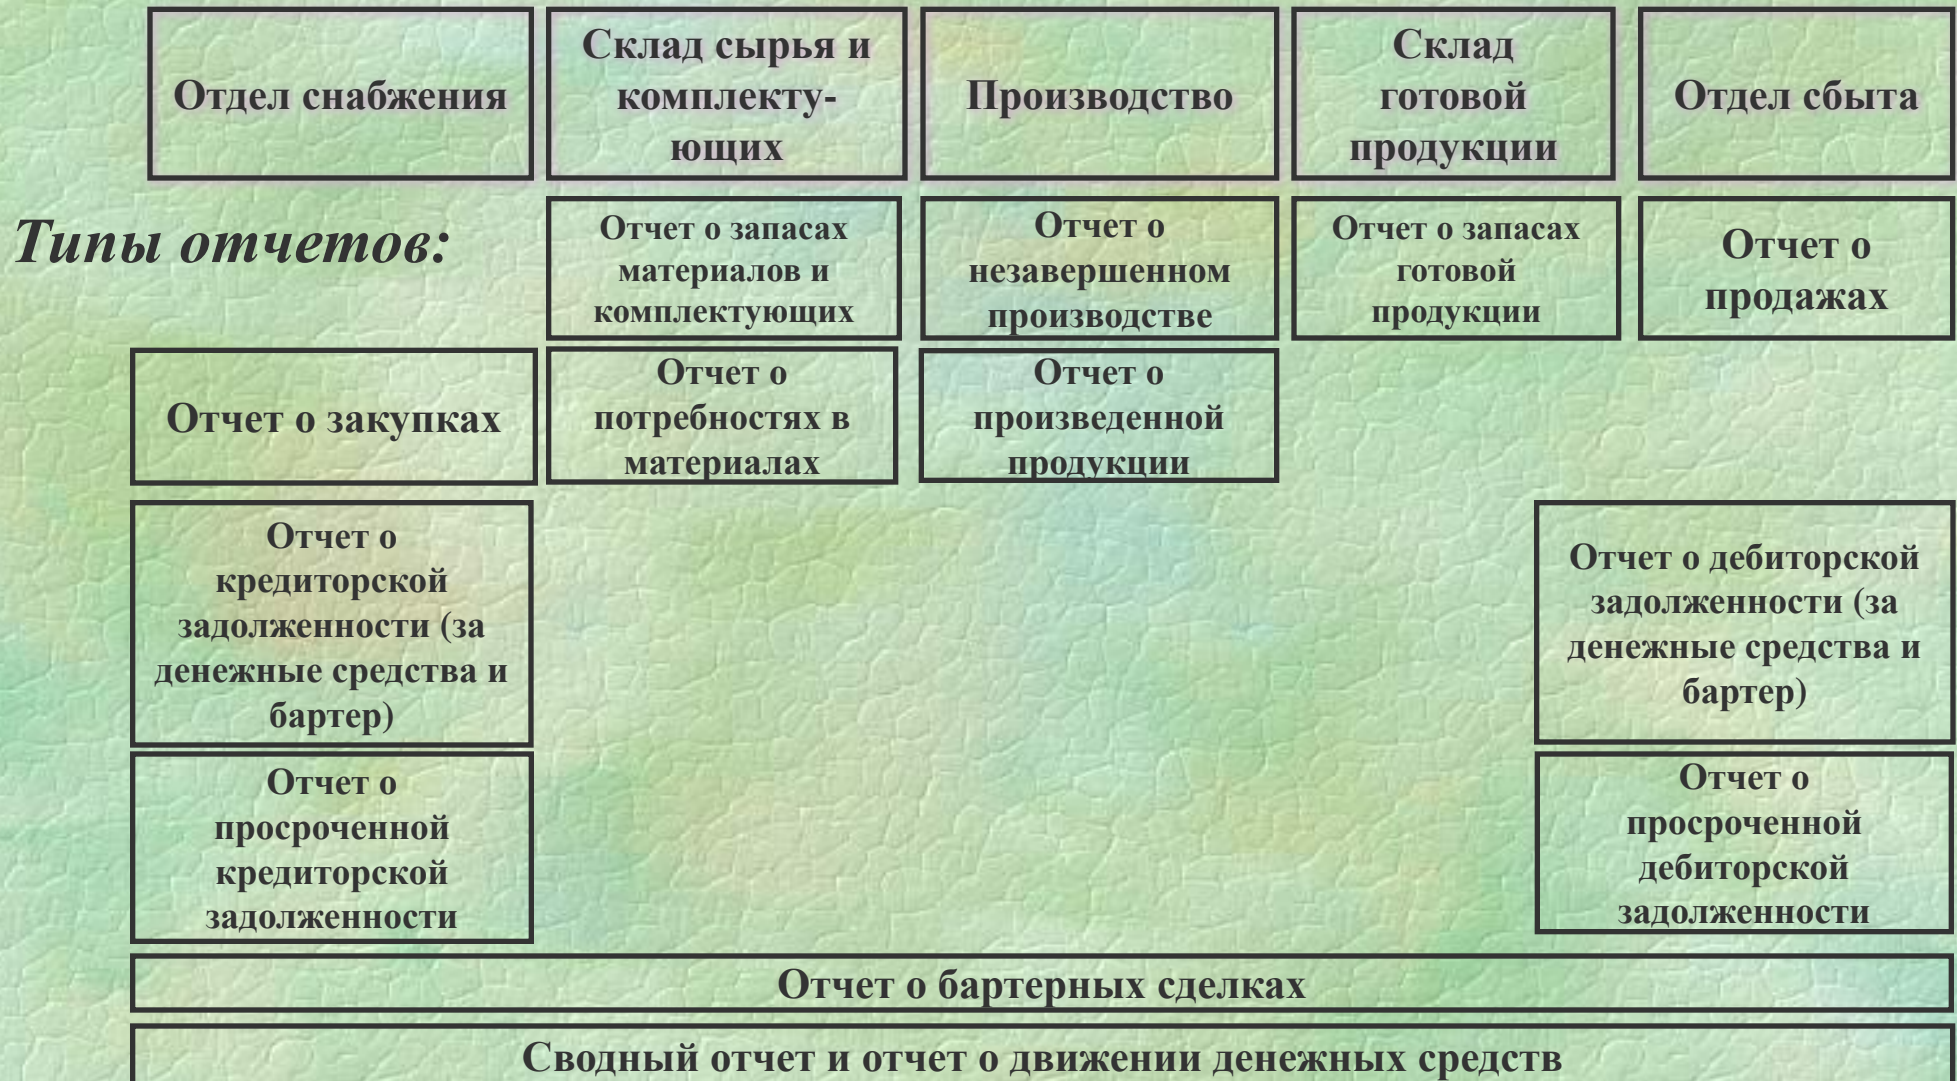 Отдел снабжения
Склад сырья и
комплекту-
ющих
Производство
Склад
готовой
продукции
Отдел сбыта
Типы отчетов:
Отчет о запасах
материалов и
комплектующих
Отчет о
незавершенном
производстве
Отчет о запасах
готовой
продукции
Отчет о
продажах
Отчет о закупках
Отчет о
потребностях в
материалах
Отчет о
произведенной
продукции
Отчет о
кредиторской
задолженности (за
денежные средства и
бартер)
Отчет о дебиторской
задолженности (за
денежные средства и
бартер)
Отчет о
просроченной
кредиторской
задолженности
Отчет о
просроченной
дебиторской
задолженности
Отчет о бартерных сделках
Сводный отчет и отчет о движении денежных средств